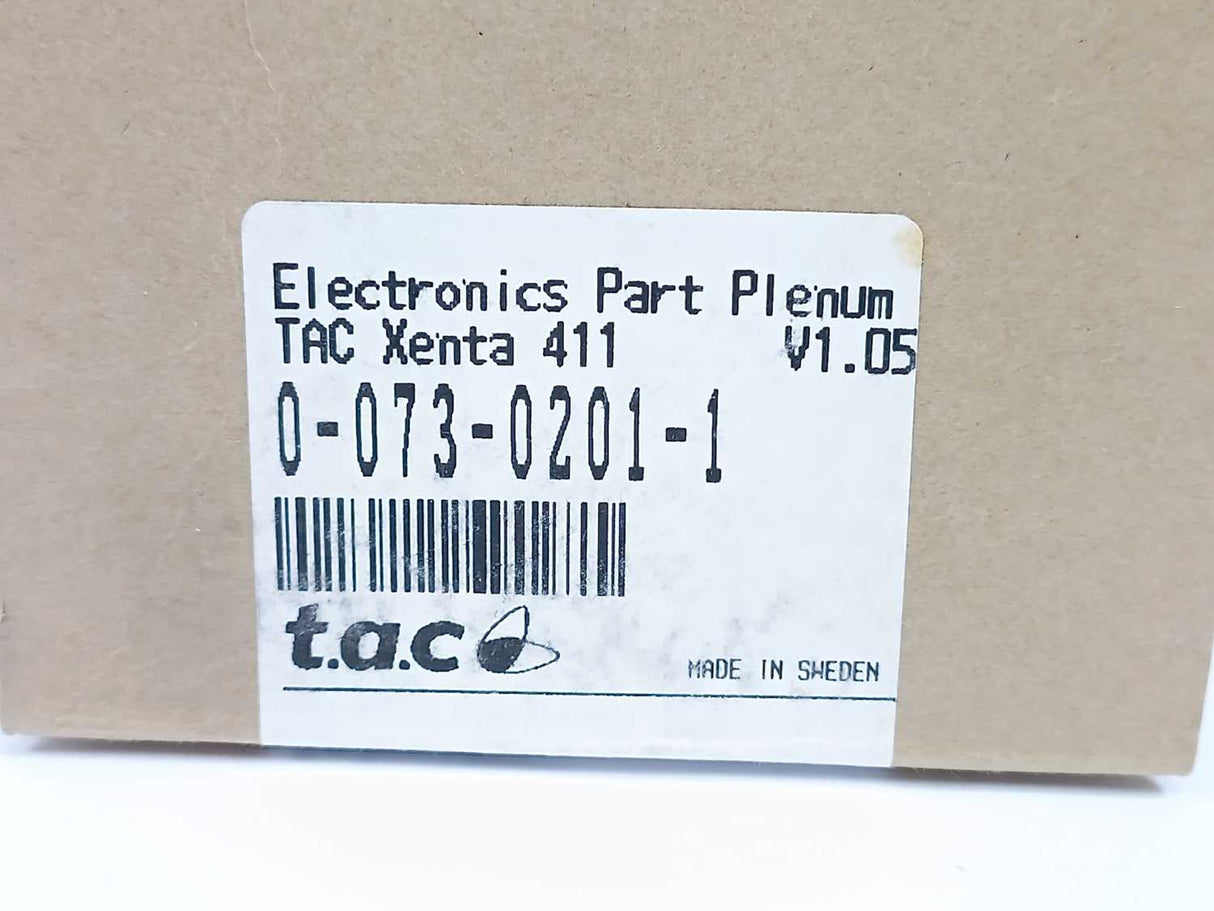 Electronics Part Plenum
TAC Xenta 411 V1.05
0-073-0201-1
t.a.c
MADE IN SWEDEN